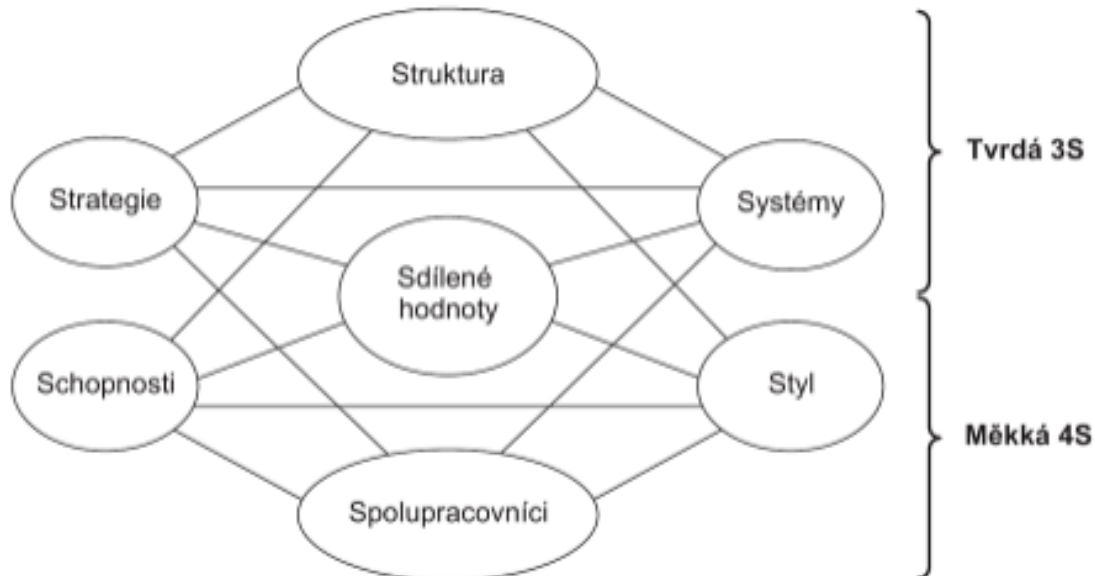 Struktura
Tvrdá 3S
Strategie
Systémy
Sdílené
hodnoty
Schopnosti
Styl
Měkká 4S
Spolupracovníci